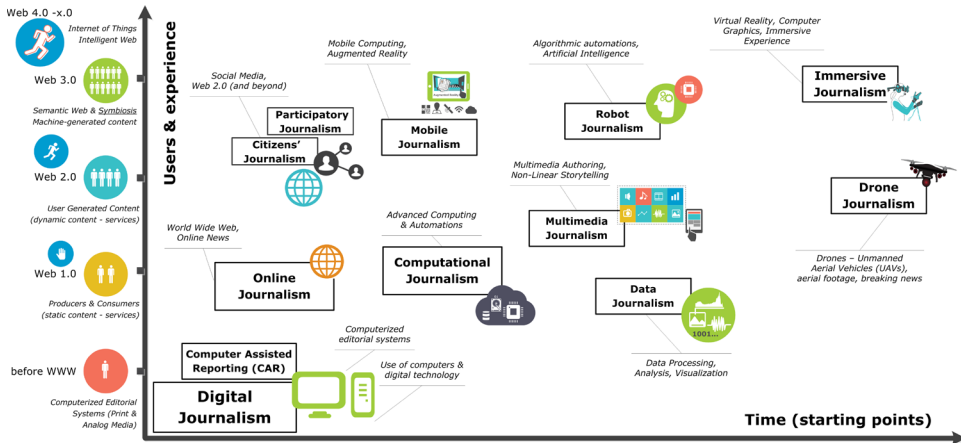 Web 4.0 -x.0
Internet of Things
Intelligent Web
Web 3.0
Semantic Web & Symbiosis
Machine-generated content
Web 2.0
User Generated Content
(dynamic content - services)
Web 1.0
Producers & Consumers
(static content - services)
before WWW
Computerized Editorial
Systems (Print &
Analog Media)
Users & experience
Time (starting points)
Social Media,
Web 2.0 (and beyond)
Participatory
Journalism
Citizens'
Journalism
Mobile Computing,
Augmented Reality
Mobile
Journalism
Algorithmic automations,
Artificial Intelligence
Robot
Journalism
Virtual Reality, Computer
Graphics, Immersive
Experience
Immersive
Journalism
World Wide Web,
Online News
Online
Journalism
Advanced Computing
& Automations
Computational
Journalism
Multimedia Authoring,
Non-Linear Storytelling
Multimedia
Journalism
Drone
Journalism
Drones – Unmanned
Aerial Vehicles (UAVs),
aerial footage, breaking news
Data
Journalism
1001...
Data Processing,
Analysis, Visualization
Computerized
editorial systems
Computer Assisted
Reporting (CAR)
Use of computers &
digital technology
Digital
Journalism